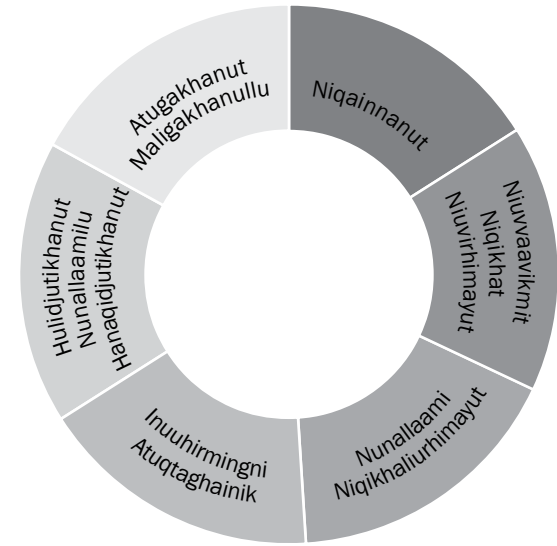 Niqainnanut
Niuvvaavikmit
Niqikhat
Niuvirhimayut
Nunallaami
Niqikhaliurhimayut
Inuuhirmingni
Atuqtaghainik
Hulidjutikhanut
Nunallaamilu
Hanaqidjutikhanut
Atugakhanut
Maligakhanullu